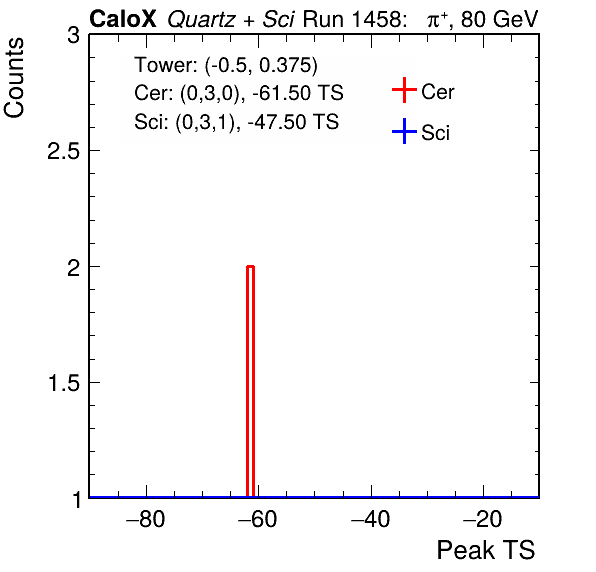 CaloX Quartz + Sci Run 1458: π⁺, 80 GeV
Counts
3
2.5
2
1.5
1
Tower: (-0.5, 0.375)
Cer: (0,3,0), -61.50 TS
Sci: (0,3,1), -47.50 TS
Cer
Sci
−80 −60 −40 −20
Peak TS